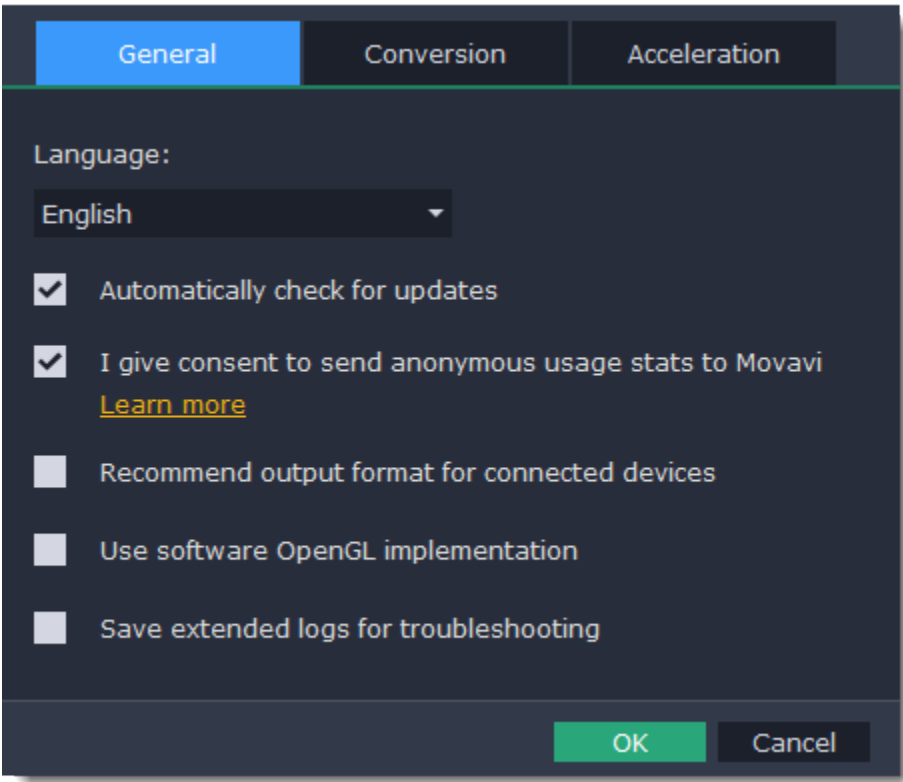 General Conversion Acceleration
Language:
English
Automatically check for updates
I give consent to send anonymous usage stats to Movavi
Learn more
Recommend output format for connected devices
Use software OpenGL implementation
Save extended logs for troubleshooting
OK Cancel